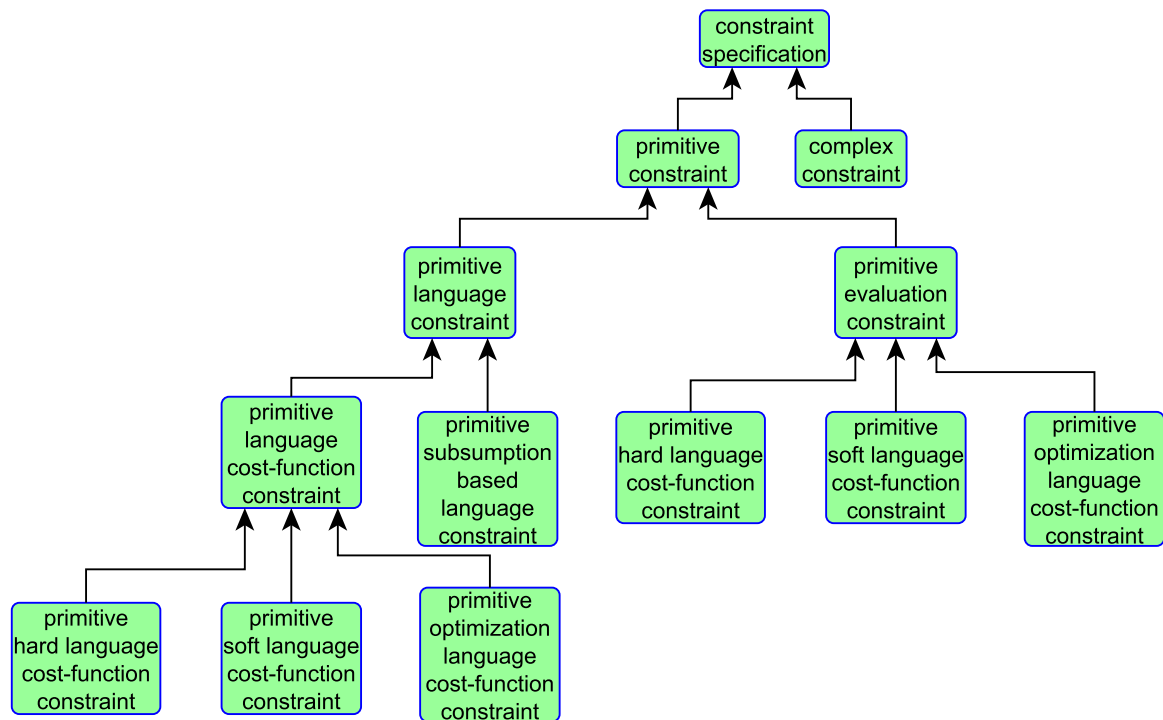 constraint
specification
primitive
constraint
complex
constraint
primitive
language
constraint
primitive
evaluation
constraint
primitive
language
cost-function
constraint
primitive
subsumption
based
language
constraint
primitive
hard language
cost-function
constraint
primitive
soft language
cost-function
constraint
primitive
optimization
language
cost-function
constraint
primitive
hard language
cost-function
constraint
primitive
soft language
cost-function
constraint
primitive
optimization
language
cost-function
constraint